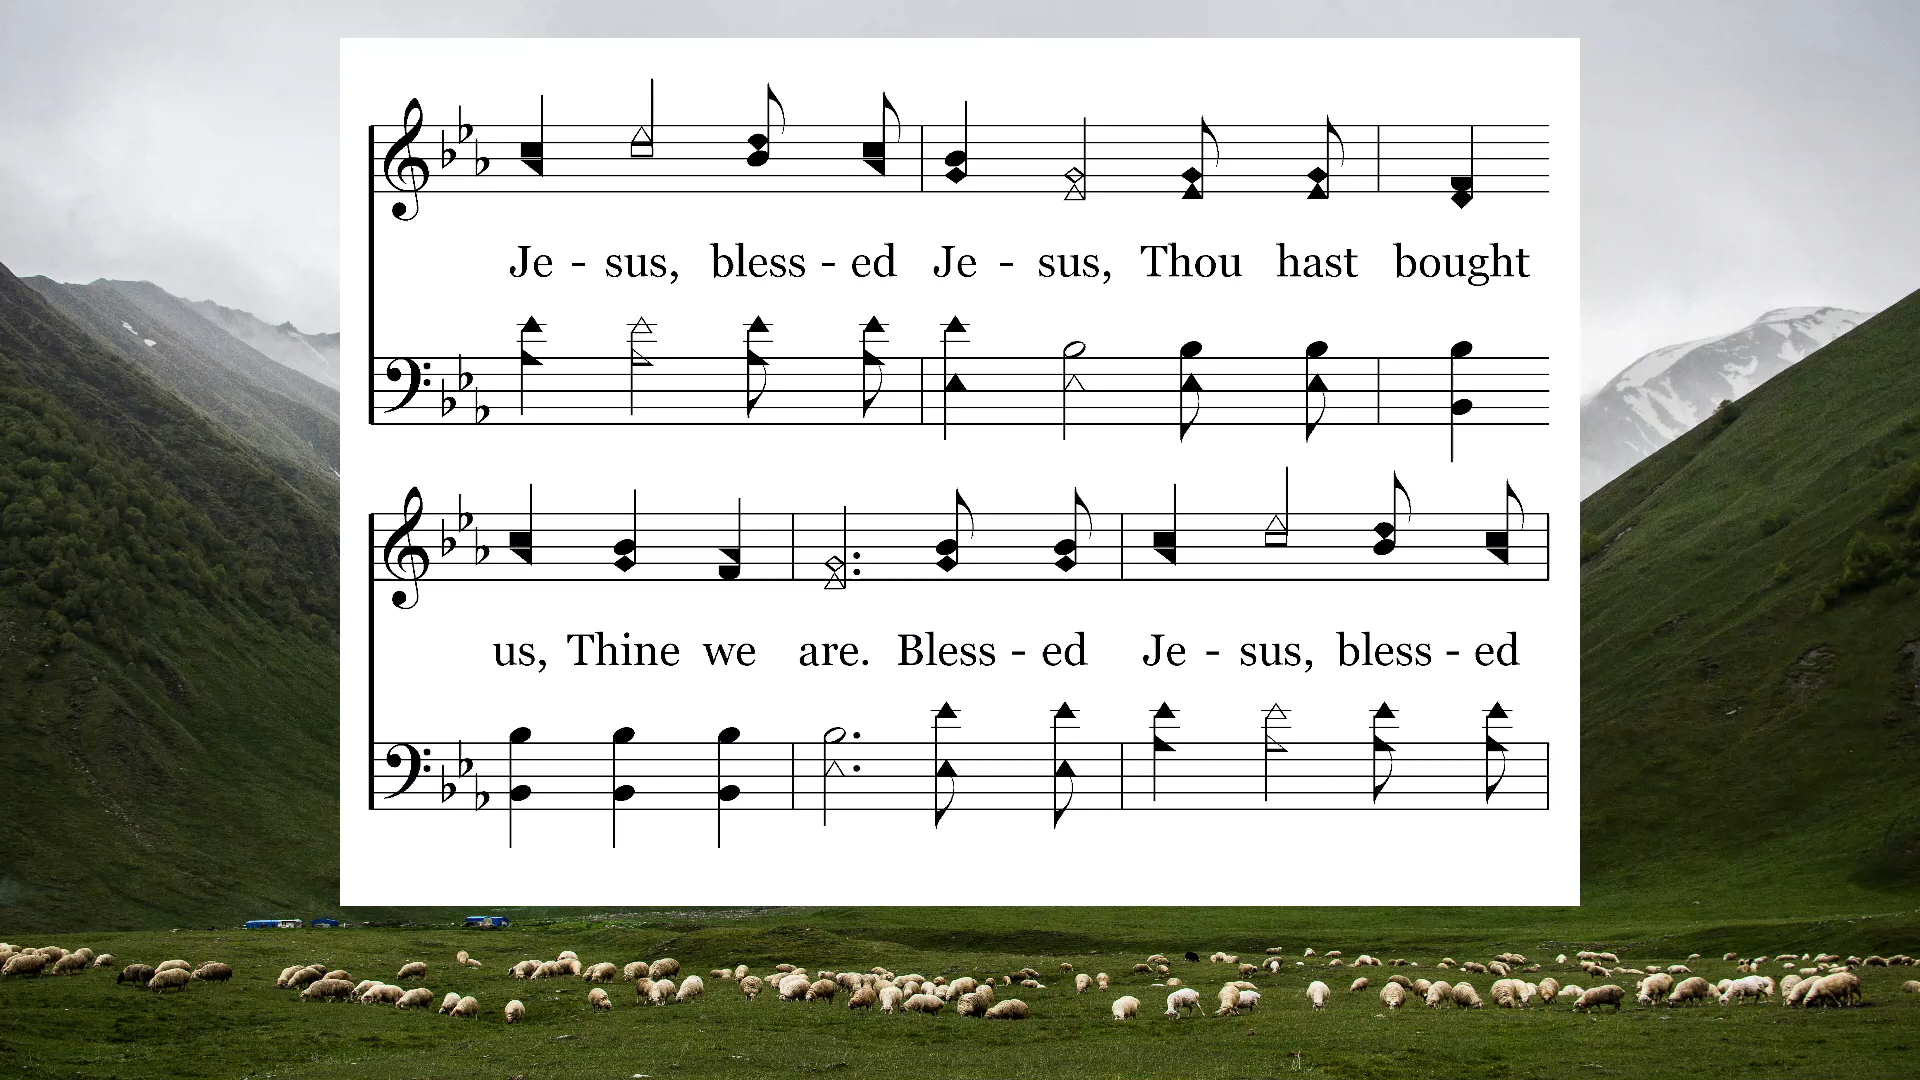 Je - sus, bless - ed Je - sus, Thou hast bought
us, Thine we are. Bless - ed Je - sus, bless - ed